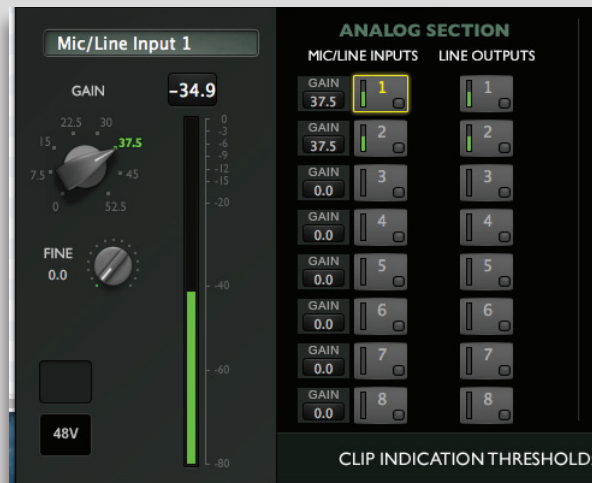 Mic/Line Input 1
GAIN
-34.9
0
7.5
15
22.5
30
37.5
45
52.5
FINE
0.0
48V
0
-3
-6
-9
-12
-15
-20
-40
-60
-80
ANALOG SECTION
MIC/LINE INPUTS LINE OUTPUTS
GAIN
37.5 1 1
GAIN
37.5 2 2
GAIN
0.0 3 3
GAIN
0.0 4 4
GAIN
0.0 5 5
GAIN
0.0 6 6
GAIN
0.0 7 7
GAIN
0.0 8 8
CLIP INDICATION THRESHOLD